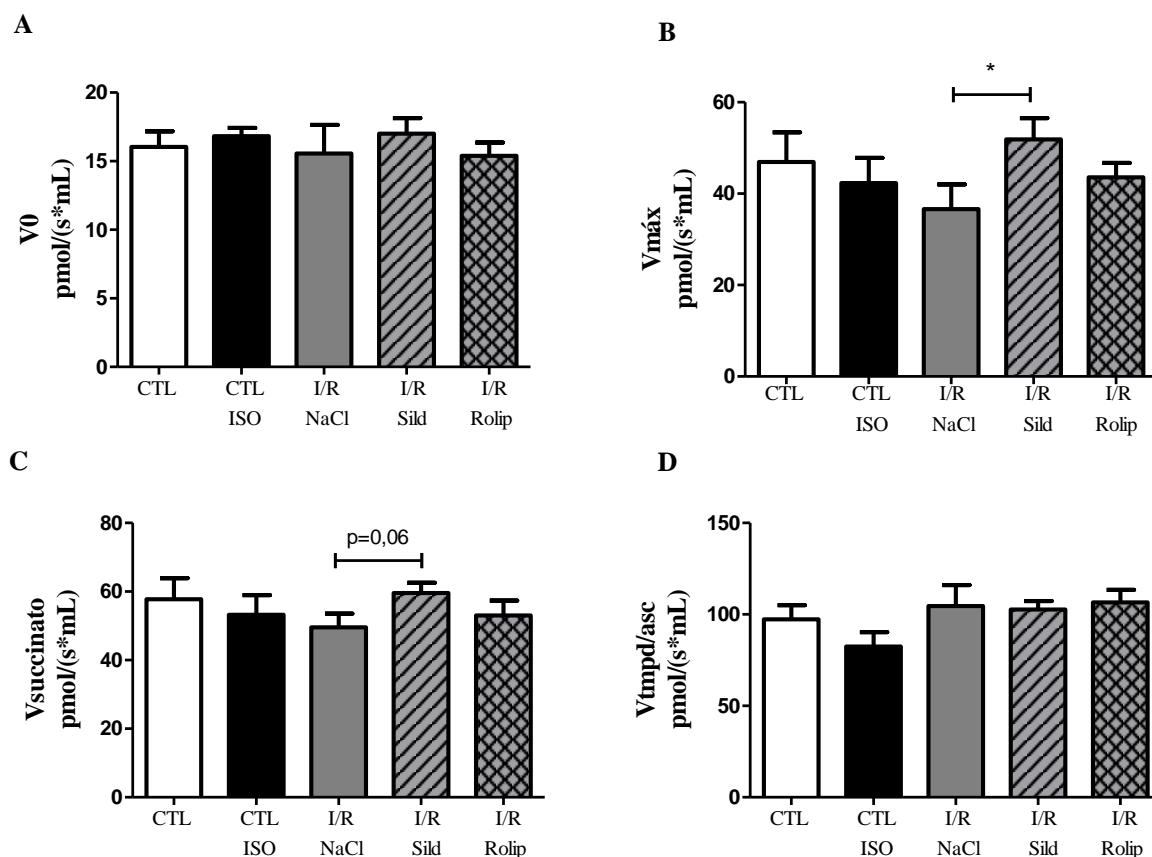 A
V0
pmol/(s*mL)
20
15
10
5
0
CTL CTL I/R I/R I/R
ISO NaCl Sild Rolip
B
*
Vmáx
pmol/(s*mL)
60
40
20
0
CTL CTL I/R I/R I/R
ISO NaCl Sild Rolip
C
p=0,06
Vsuccinato
pmol/(s*mL)
80
60
40
20
0
CTL CTL I/R I/R I/R
ISO NaCl Sild Rolip
D
Vtmpd/asc
pmol/(s*mL)
150
100
50
0
CTL CTL I/R I/R I/R
ISO NaCl Sild Rolip